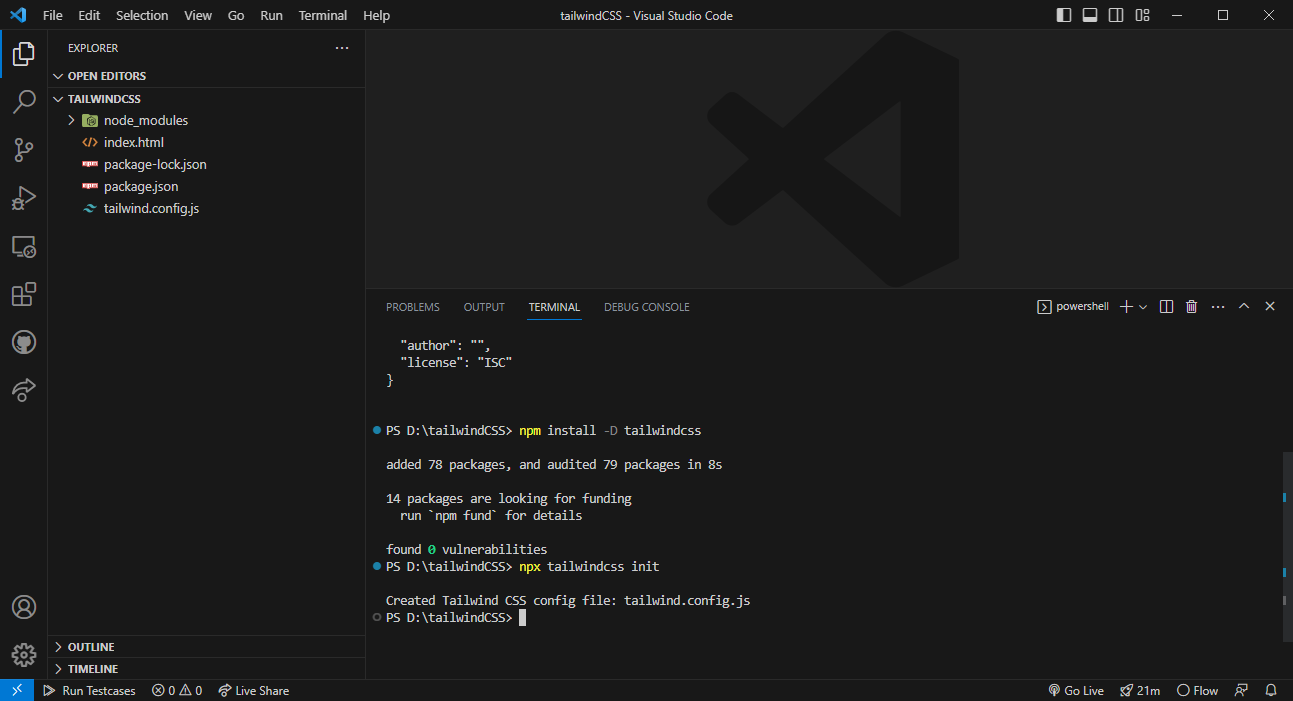 File Edit Selection View Go Run Terminal Help
tailwindCSS - Visual Studio Code
EXPLORER
OPEN EDITORS
TAILWINDCSS
node_modules
index.html
package-lock.json
package.json
tailwind.config.js
OUTLINE
TIMELINE
PROBLEMS OUTPUT TERMINAL DEBUG CONSOLE
powershell
"author": "",
"license": "ISC"
}
PS D:\tailwindCSS> npm install -D tailwindcss
added 78 packages, and audited 79 packages in 8s
14 packages are looking for funding
run `npm fund` for details
found 0 vulnerabilities
PS D:\tailwindCSS> npx tailwindcss init
Created Tailwind CSS config file: tailwind.config.js
PS D:\tailwindCSS>
Run Testcases 0 0 Live Share
Go Live 21m Flow